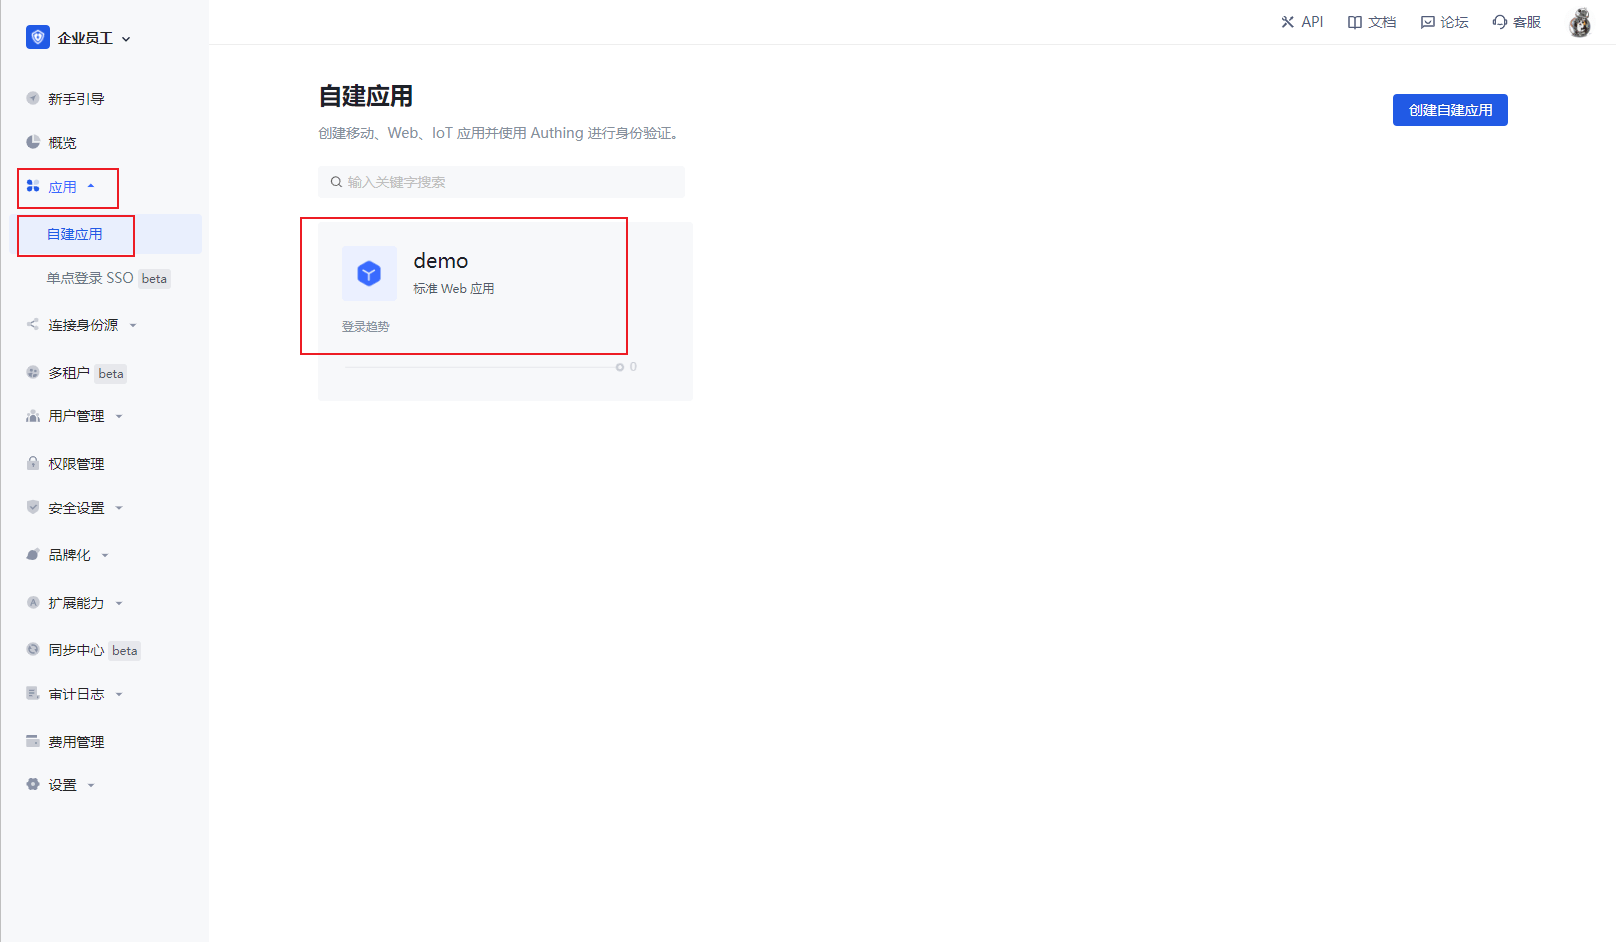 企业员工
API
文档
论坛
客服
新手引导
概览
应用
自建应用
单点登录 SSO beta
连接身份源
多租户 beta
用户管理
权限管理
安全设置
品牌化
扩展能力
同步中心 beta
审计日志
费用管理
设置
自建应用
创建移动、Web、IoT 应用并使用 Authing 进行身份验证。
创建自建应用
输入关键字搜索
demo
标准 Web 应用
登录趋势
0